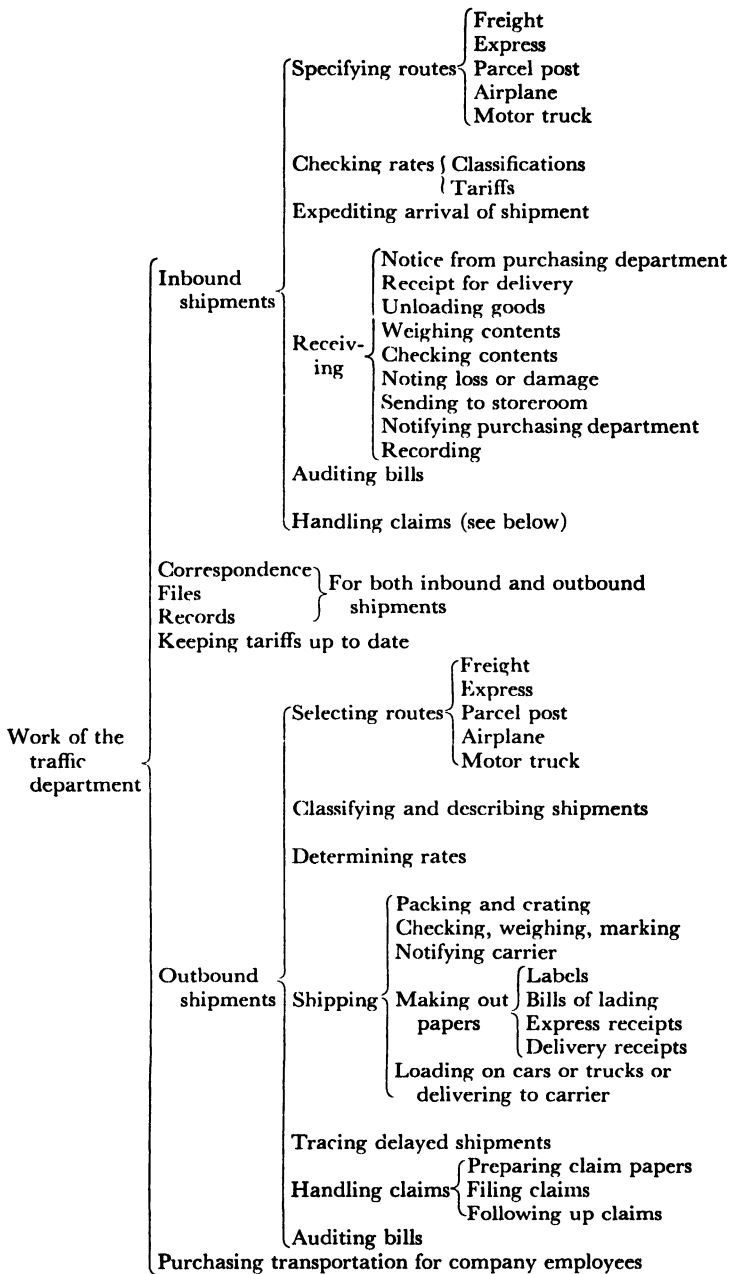 Freight
Express
Specifying routes
Parcel post
Airplane
Motor truck
Checking rates
Classifications
Tariffs
Expediting arrival of shipment
Inbound
shipments
Notice from purchasing department
Receipt for delivery
Unloading goods
Weighing contents
Receiv-
ing
Checking contents
Noting loss or damage
Sending to storeroom
Notifying purchasing department
Recording
Auditing bills
Handling claims (see below)
Correspondence
Files
Records
For both inbound and outbound
shipments
Keeping tariffs up to date
Work of the
traffic
department
Freight
Express
Selecting routes
Parcel post
Airplane
Motor truck
Classifying and describing shipments
Determining rates
Outbound
shipments
Shipping
Packing and crating
Checking, weighing, marking
Notifying carrier
Making out
papers
Labels
Bills of lading
Express receipts
Delivery receipts
Loading on cars or trucks or
delivering to carrier
Tracing delayed shipments
Handling claims
Preparing claim papers
Filing claims
Following up claims
Auditing bills
Purchasing transportation for company employees